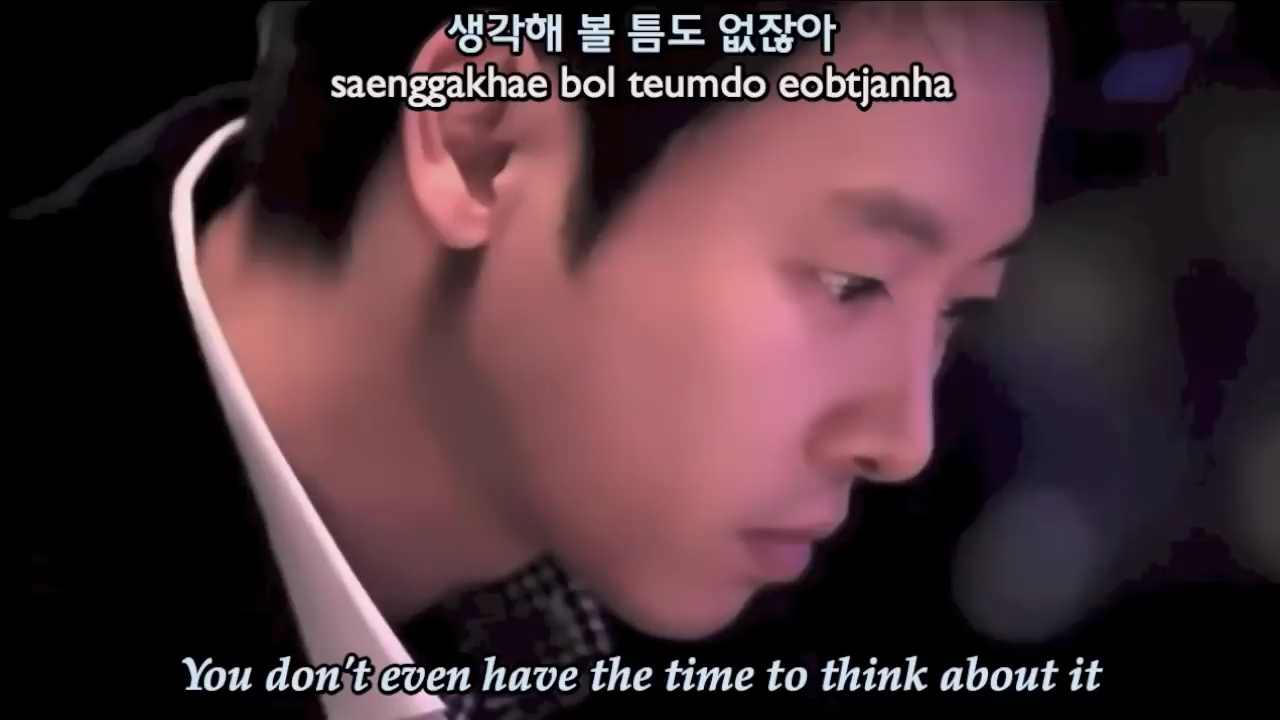 생각해 볼 틈도 없잖아
saenggakhae bol teumdo eobtjanha
You don't even have the time to think about it